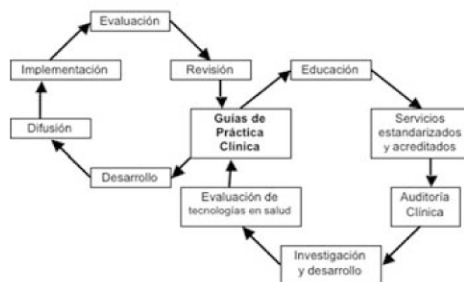 Evaluación
Implementación
Revisión
Educación
Difusión
Guías de
Práctica
Clínica
Servicios
estandarizados
y acreditados
Desarrollo
Evaluación de
tecnologías en salud
Auditoría
Clínica
Investigación
y desarrollo